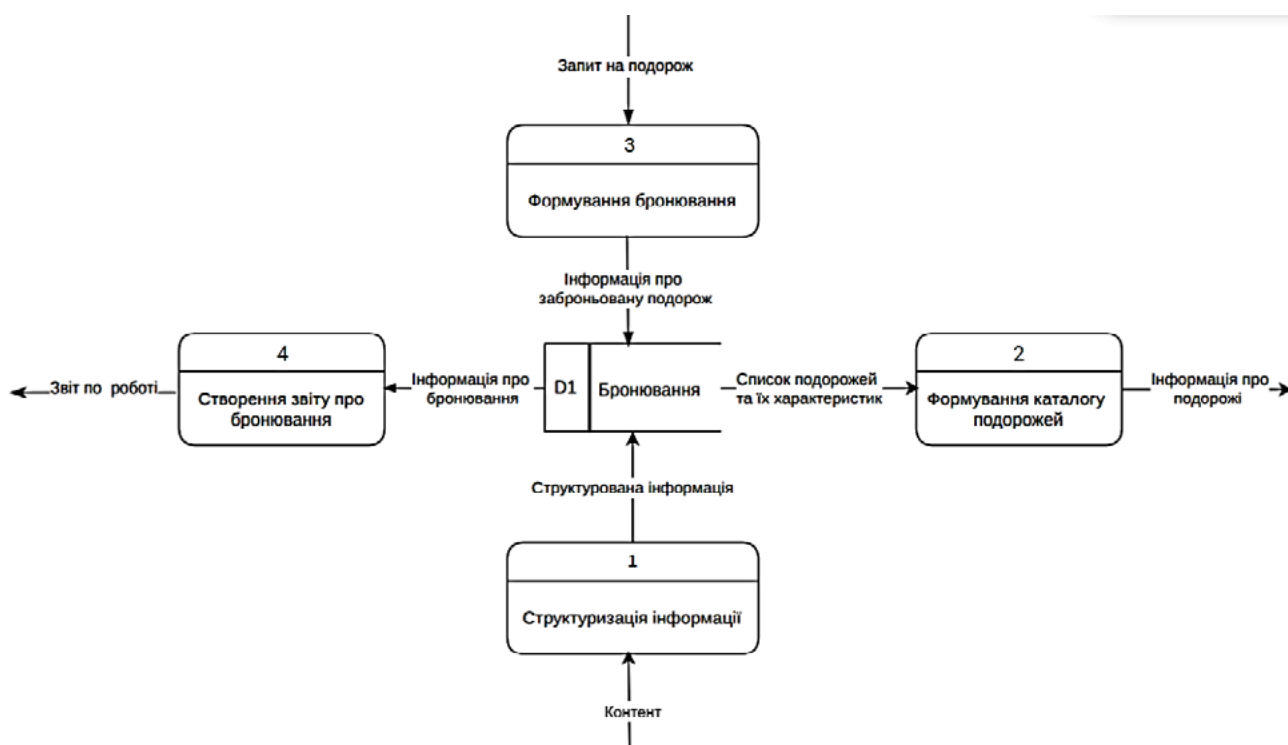 Запит на подорож
3
Формування бронювання
Інформація про
заброньовану подорож
4
Створення звіту про
бронювання
Звіт по роботі
Інформація про
бронювання
D1
Бронювання
Список подорожей
та їх характеристик
2
Формування каталогу
подорожей
Інформація про
подорожі
Структурована інформація
1
Структуризація інформації
Контент